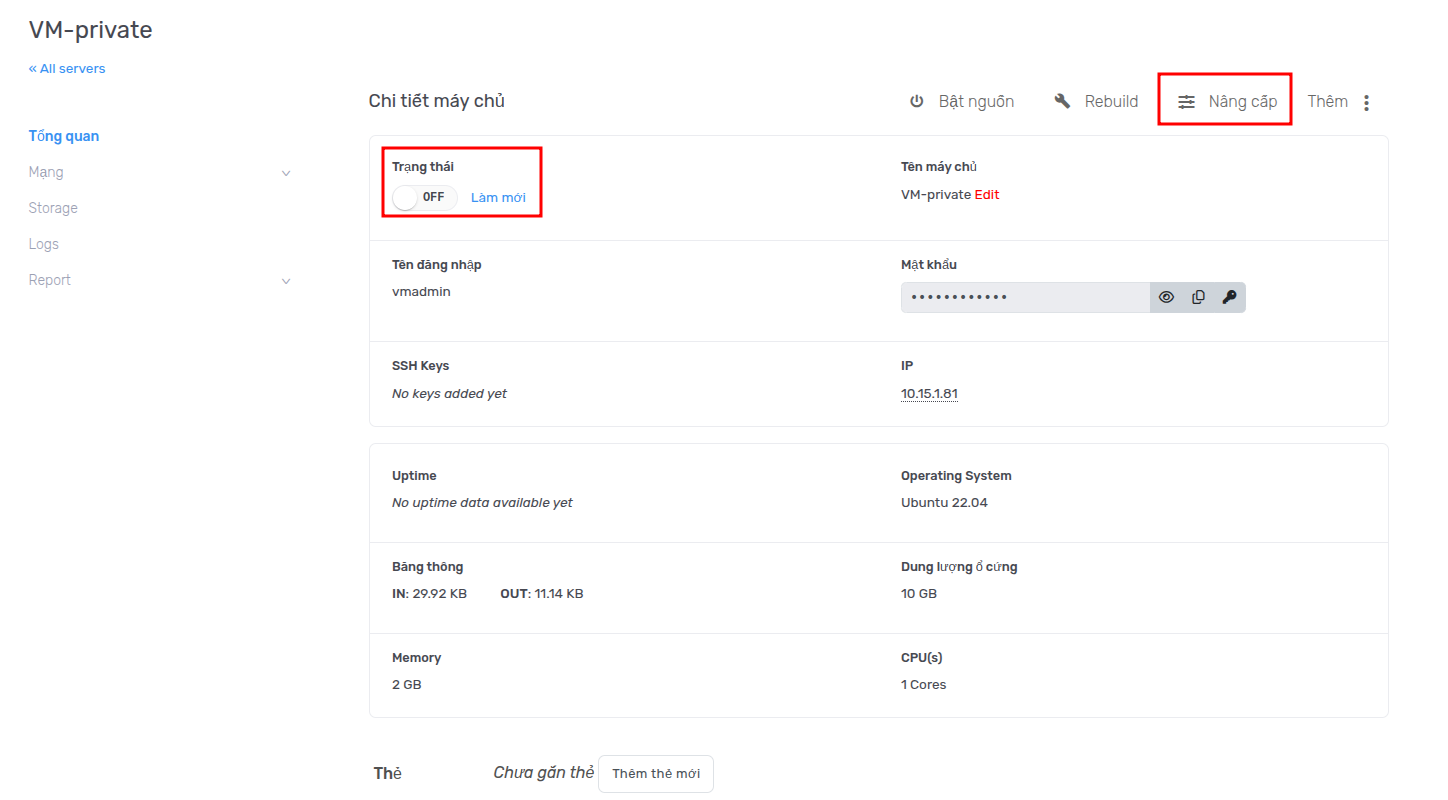 VM-private
« All servers
Chi tiết máy chủ
Bật nguồn
Rebuild
Nâng cấp
Thêm
Tổng quan
Mạng
Storage
Logs
Report
Trạng thái
OFF Làm mới
Tên máy chủ
VM-private Edit
Tên đăng nhập
vmadmin
Mật khẩu
••••••••••••
SSH Keys
No keys added yet
IP
10.15.1.81
Uptime
No uptime data available yet
Operating System
Ubuntu 22.04
Băng thông
IN: 29.92 KB OUT: 11.14 KB
Dung lượng ổ cứng
10 GB
Memory
2 GB
CPU(s)
1 Cores
Thẻ
Chưa gắn thẻ
Thêm thẻ mới